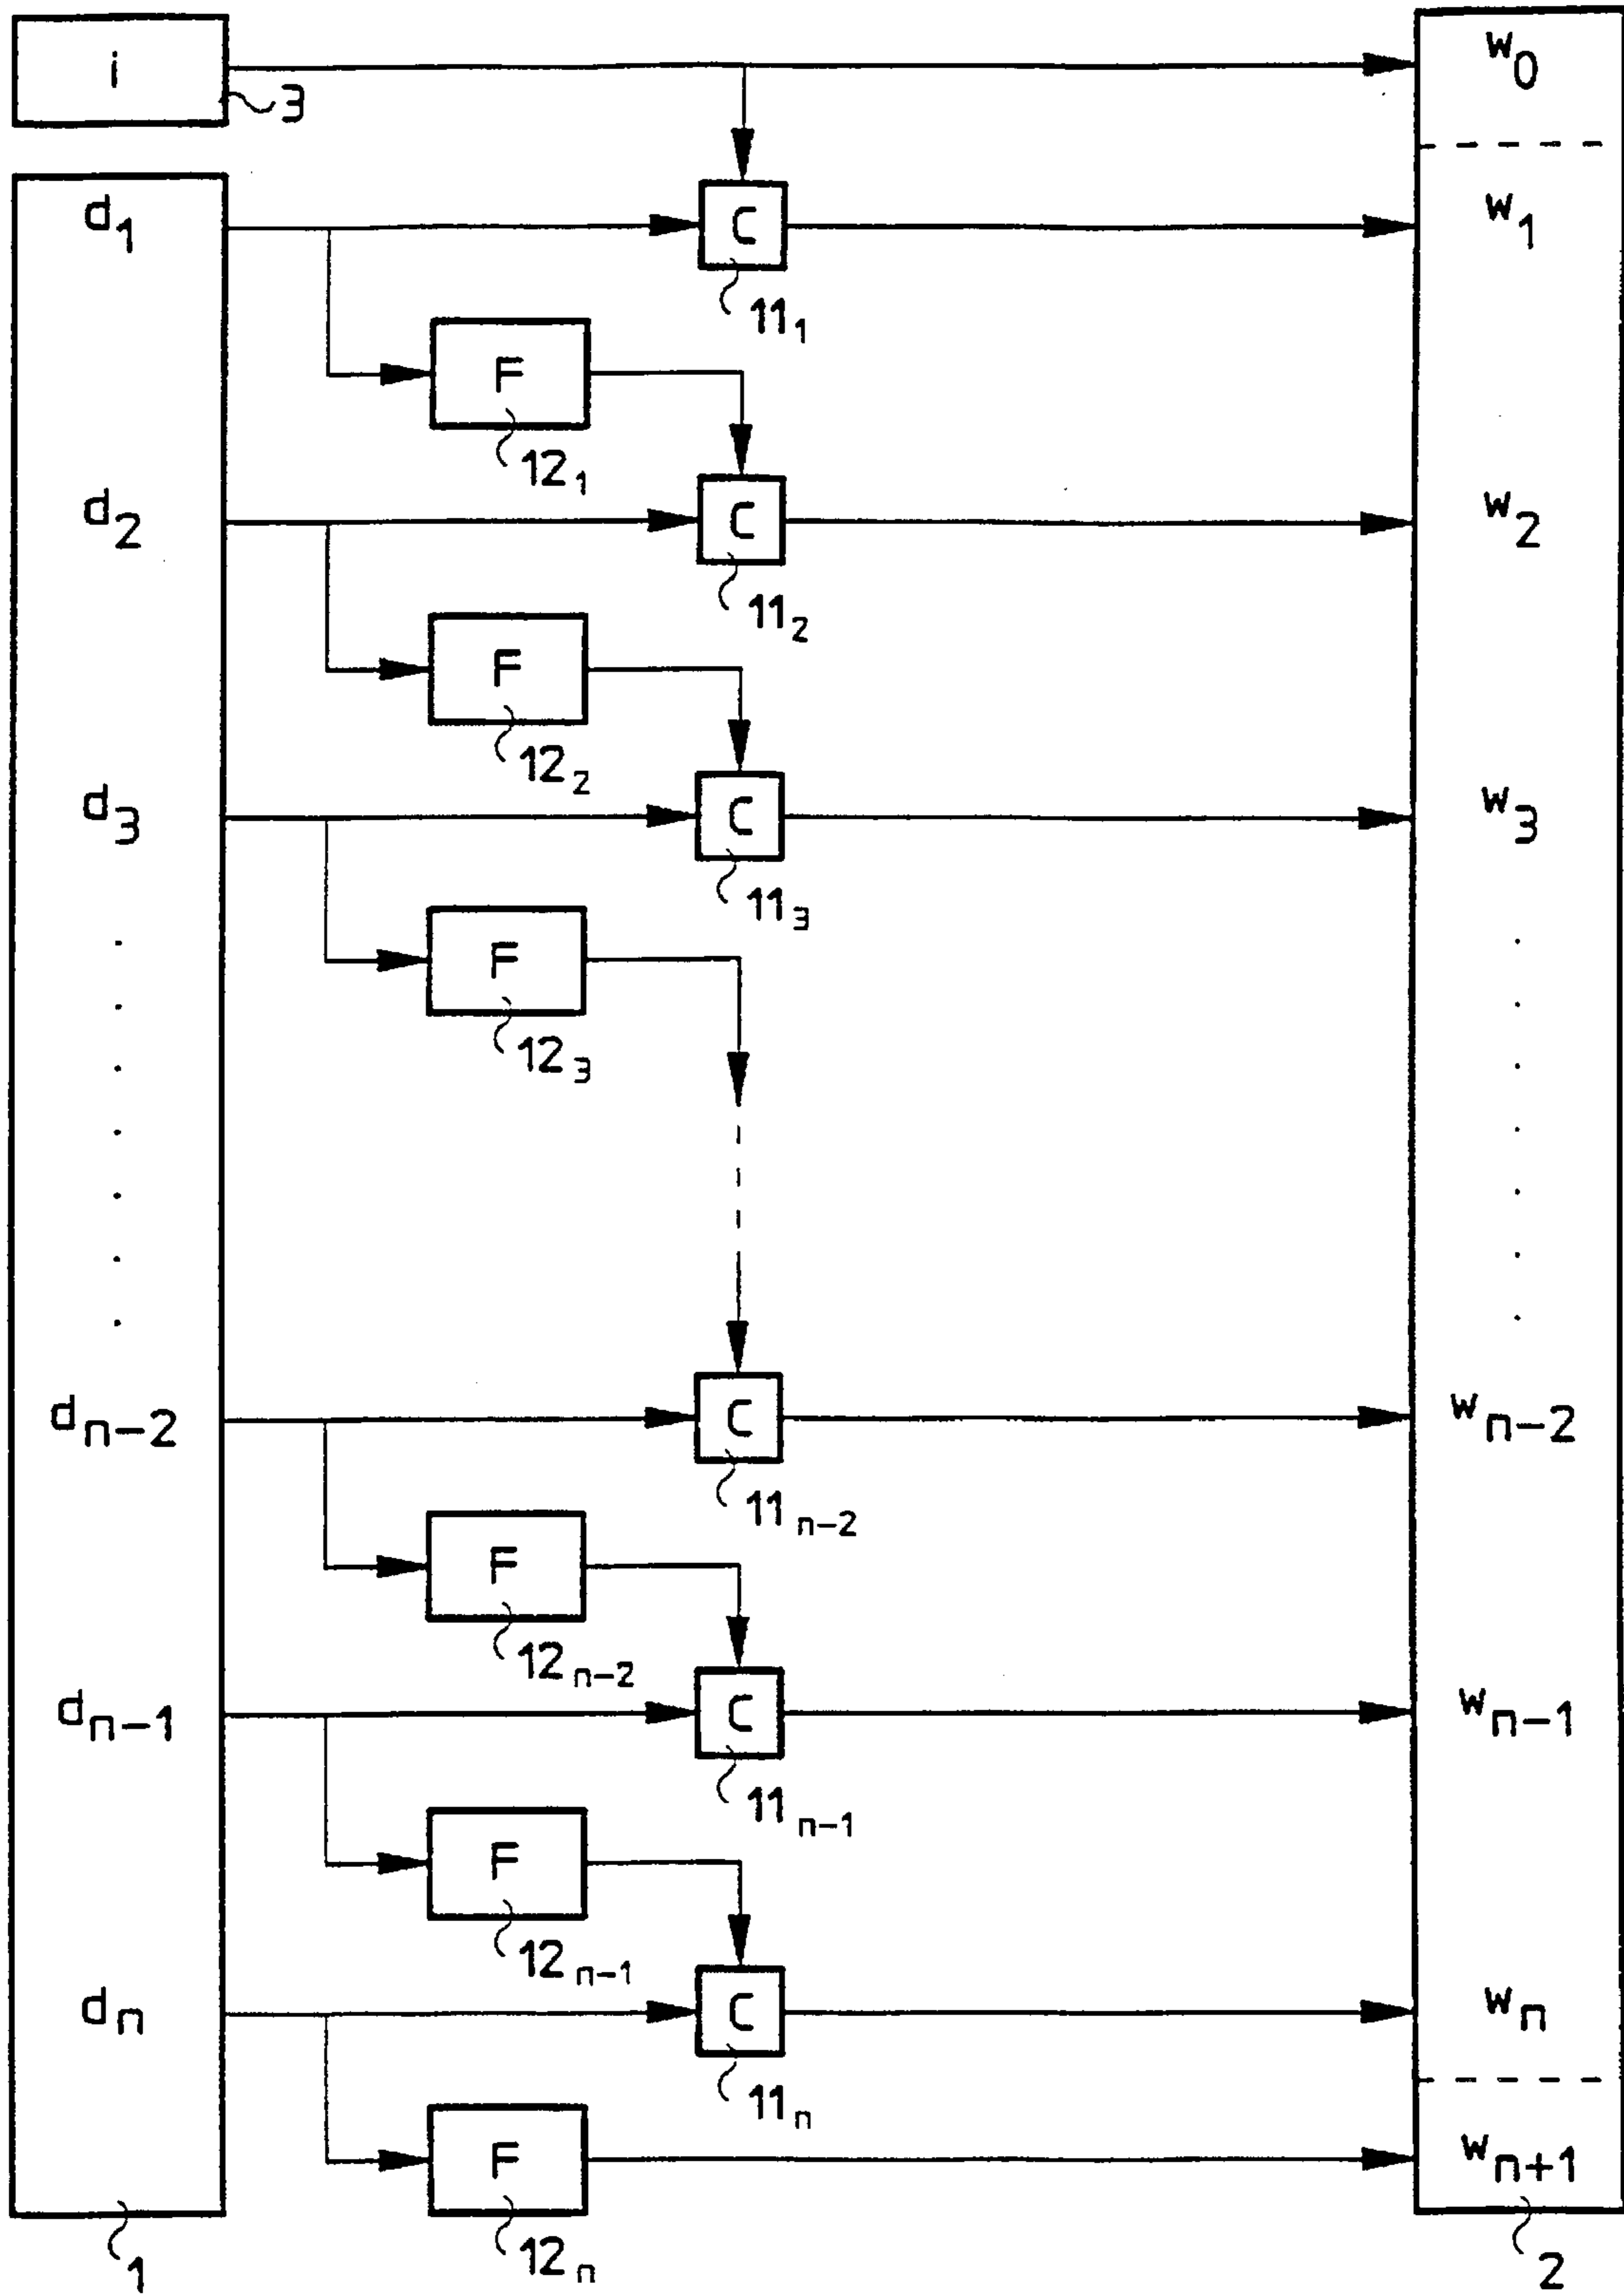 i
w₀
3
d₁
C
w₁
11₁
F
12₁
d₂
C
w₂
11₂
F
12₂
d₃
C
w₃
11₃
F
12₃
dₙ₋₂
C
wₙ₋₂
11ₙ₋₂
F
12ₙ₋₂
dₙ₋₁
C
wₙ₋₁
11ₙ₋₁
F
12ₙ₋₁
dₙ
C
wₙ
11ₙ
F
wₙ₊₁
12ₙ
1
2